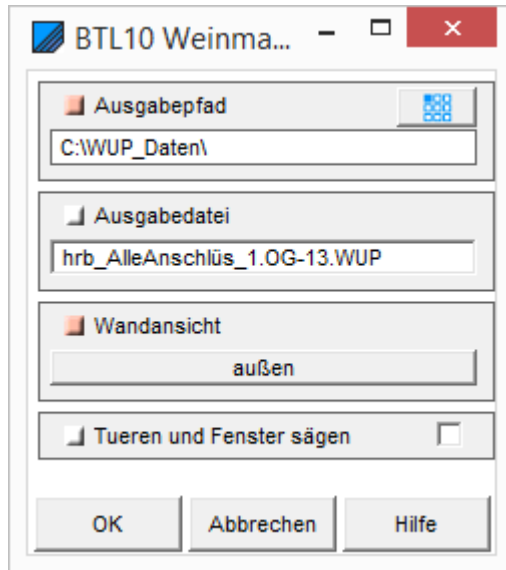 BTL10 Weinma...
Ausgabepfad
C:\WUP_Daten\
Ausgabedatei
hrb_AlleAnschlüs_1.OG-13.WUP
Wandansicht
außen
Tueren und Fenster sägen
OK Abbrechen Hilfe